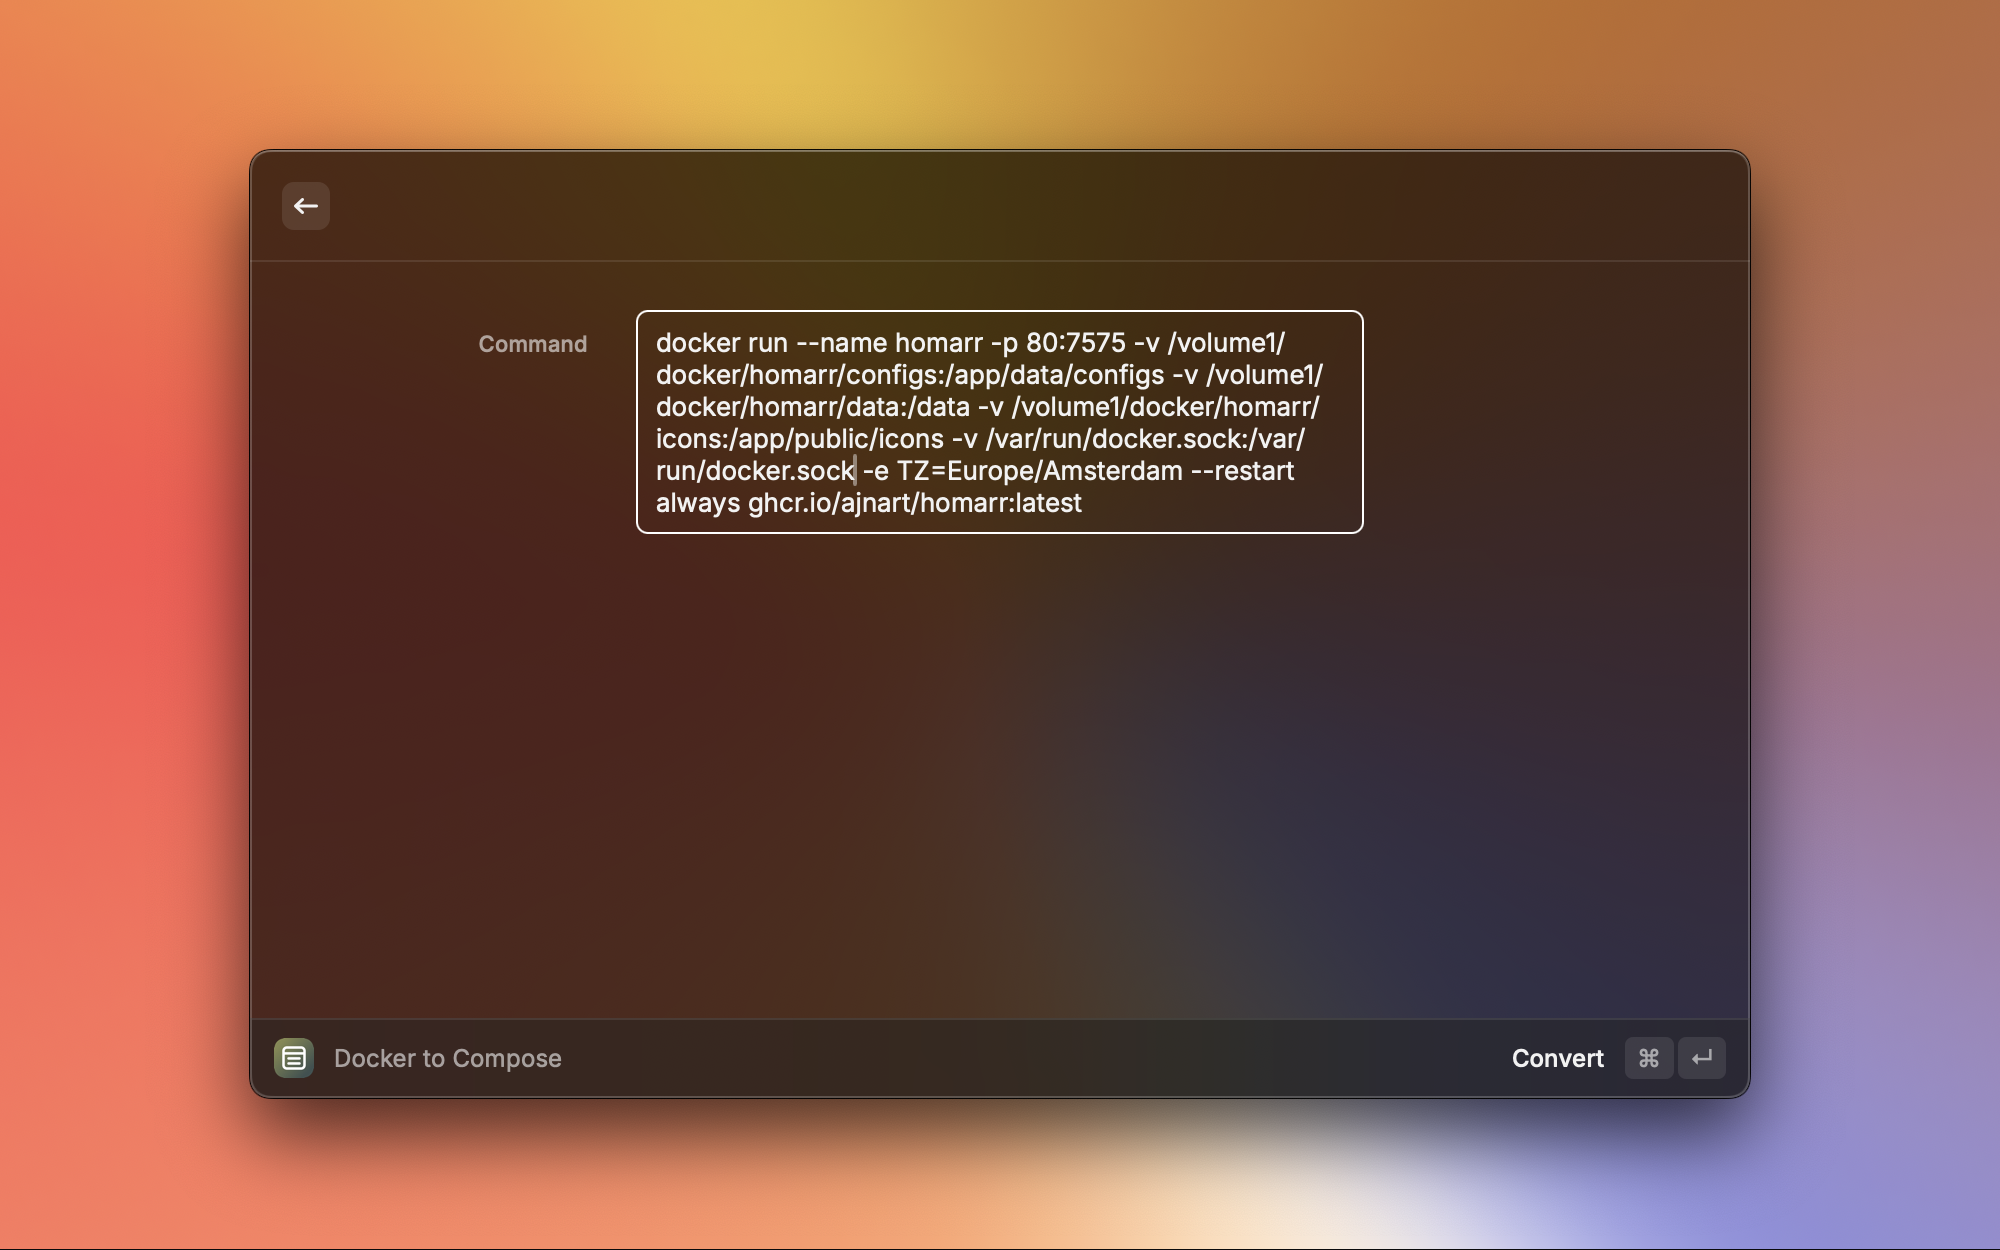 Command
docker run --name homarr -p 80:7575 -v /volume1/
docker/homarr/configs:/app/data/configs -v /volume1/
docker/homarr/data:/data -v /volume1/docker/homarr/
icons:/app/public/icons -v /var/run/docker.sock:/var/
run/docker.sock -e TZ=Europe/Amsterdam --restart
always ghcr.io/ajnart/homarr:latest
Docker to Compose
Convert ⌘ ↵